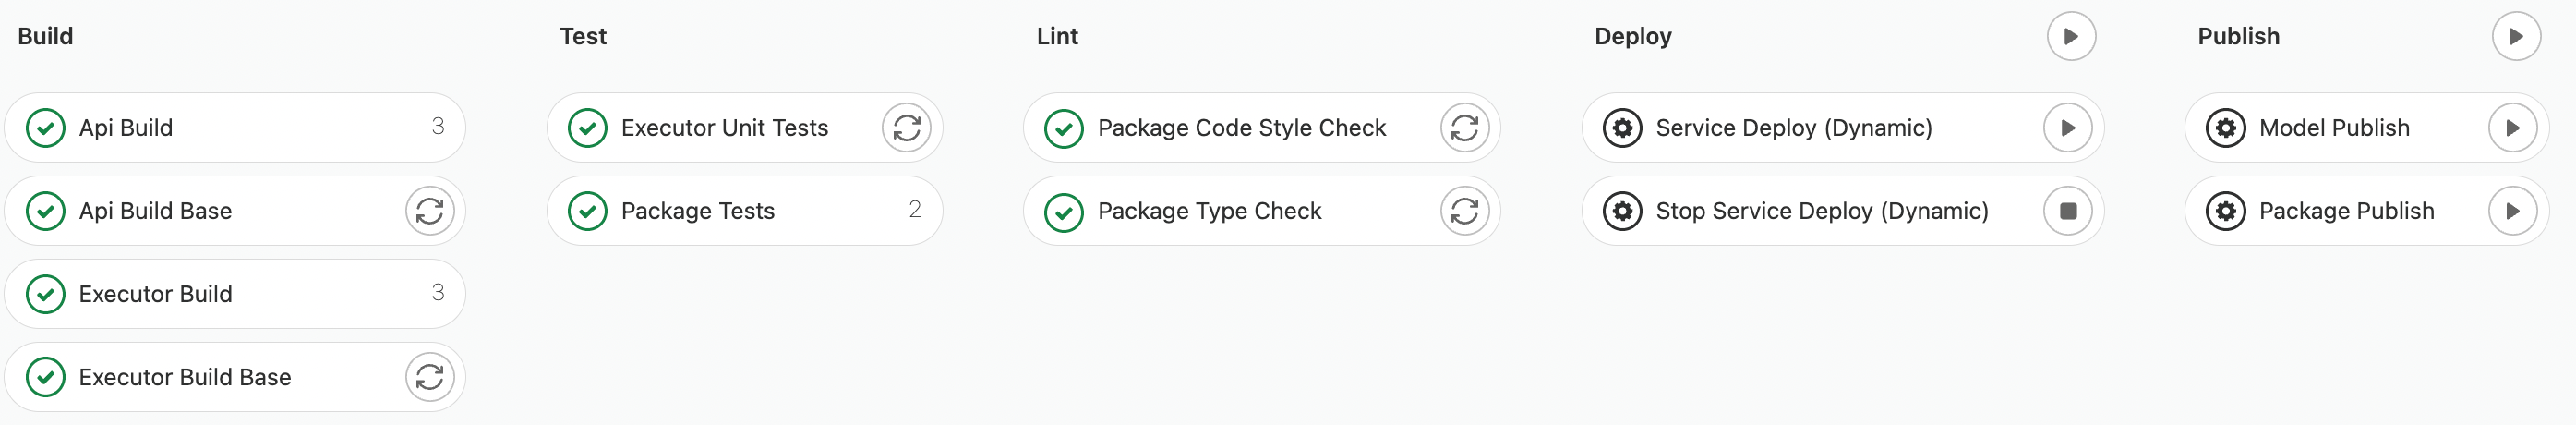 Build
Api Build 3
Api Build Base
Executor Build 3
Executor Build Base
Test
Executor Unit Tests
Package Tests 2
Lint
Package Code Style Check
Package Type Check
Deploy
Service Deploy (Dynamic)
Stop Service Deploy (Dynamic)
Publish
Model Publish
Package Publish